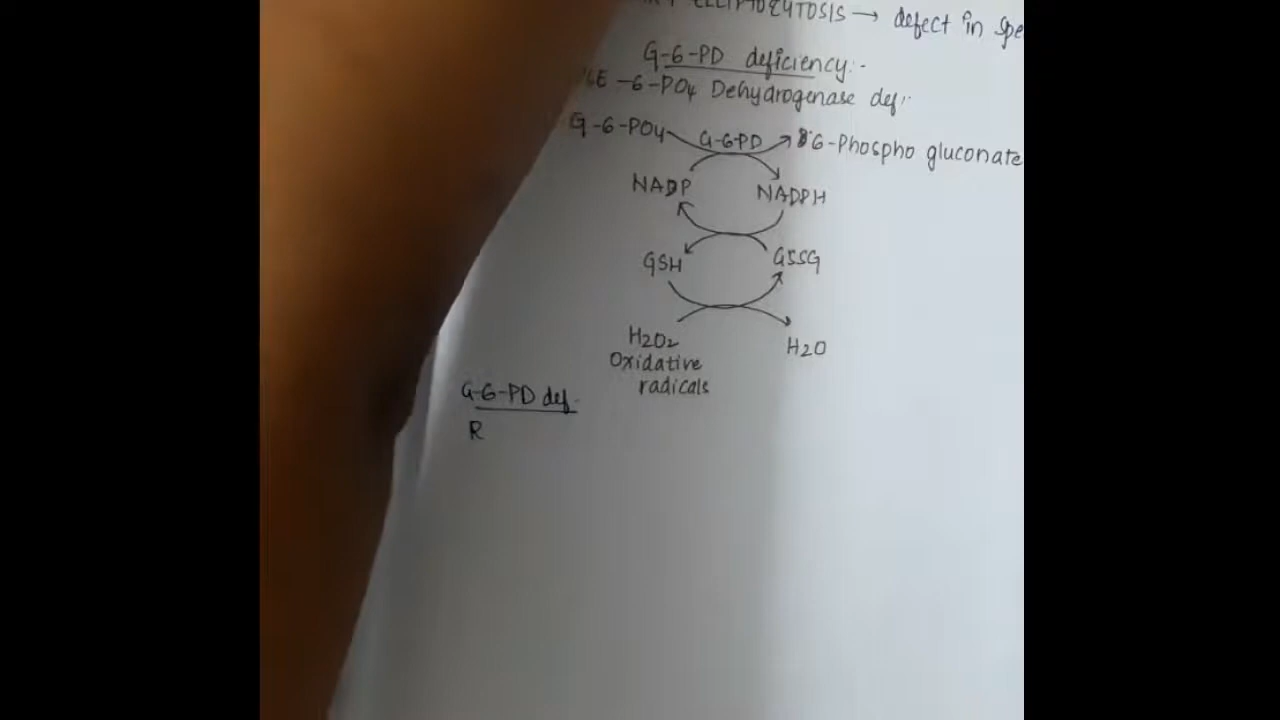 ELLIPTOCYTOSIS → defect in
G-6-PD deficiency:-
-6-PO4 Dehydrogenase def:
G-6-PO4 G-6-PD 6-Phospho gluconate
NADP NADPH
GSH GSSG
H2O2 H2O
Oxidative
radicals
G-6-PD def.
R